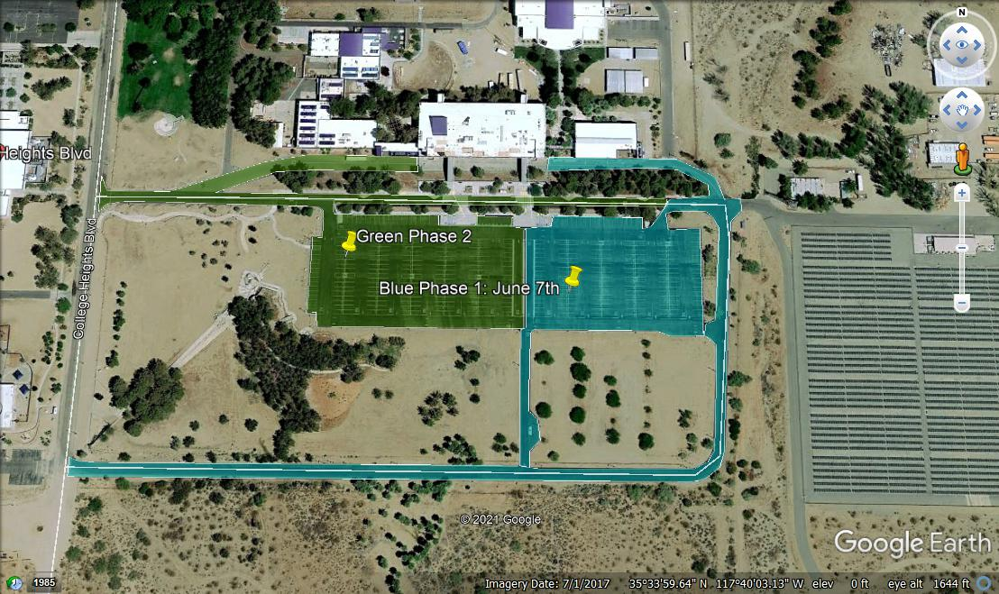 N
Heights Blvd
College Heights Blvd
Green Phase 2
Blue Phase 1: June 7th
© 2021 Google
Google Earth
1985
Imagery Date: 7/1/2017 35°33'59.64" N 117°40'03.13" W elev 0 ft eye alt 1644 ft